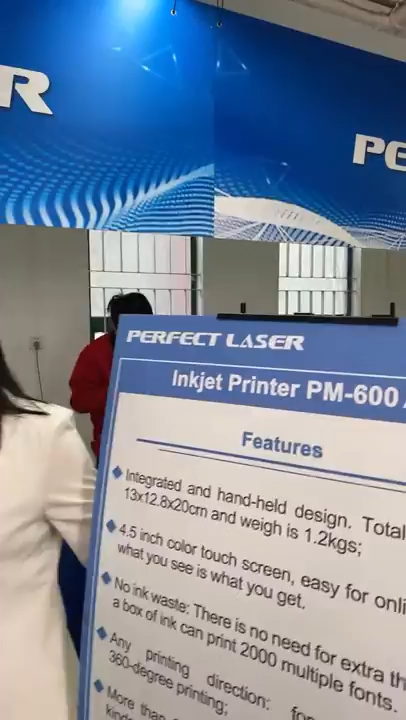 R
PE
PERFECT LASER
Inkjet Printer PM-600
Features
Integrated and hand-held design. Total
13x12.8x20cm and weigh is 1.2kgs;
4.5 inch color touch screen, easy for onli
what you see is what you get.
No ink waste: There is no need for extra th
a box of ink can print 2000 multiple fonts.
Any printing direction: for
360-degree printing;
More than
kind